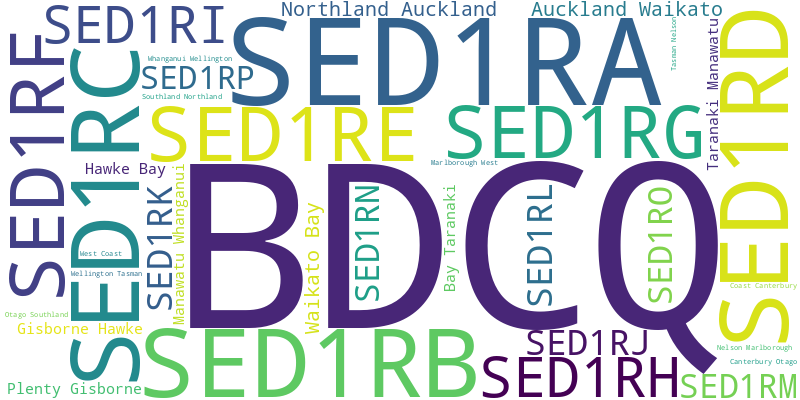 SED1RI
Northland Auckland
Auckland Waikato
SED1RF
SED1RC
Whanganui Wellington
SED1RP
Southland Northland
SED1RA
Tasman Nelson
Taranaki Manawatu
SED1RD
SED1RE
SED1RG
Hawke Bay
Marlborough West
SED1RK
Manawatu Whanganui
BDCQ
Waikato Bay
SED1RN
Bay Taranaki
SED1RL
SED1RO
West Coast
Wellington Tasman
Coast Canterbury
Otago Southland
Gisborne Hawke
SED1RB
SED1RJ
Nelson Marlborough
Canterbury Otago
SED1RH
Plenty Gisborne
SED1RM